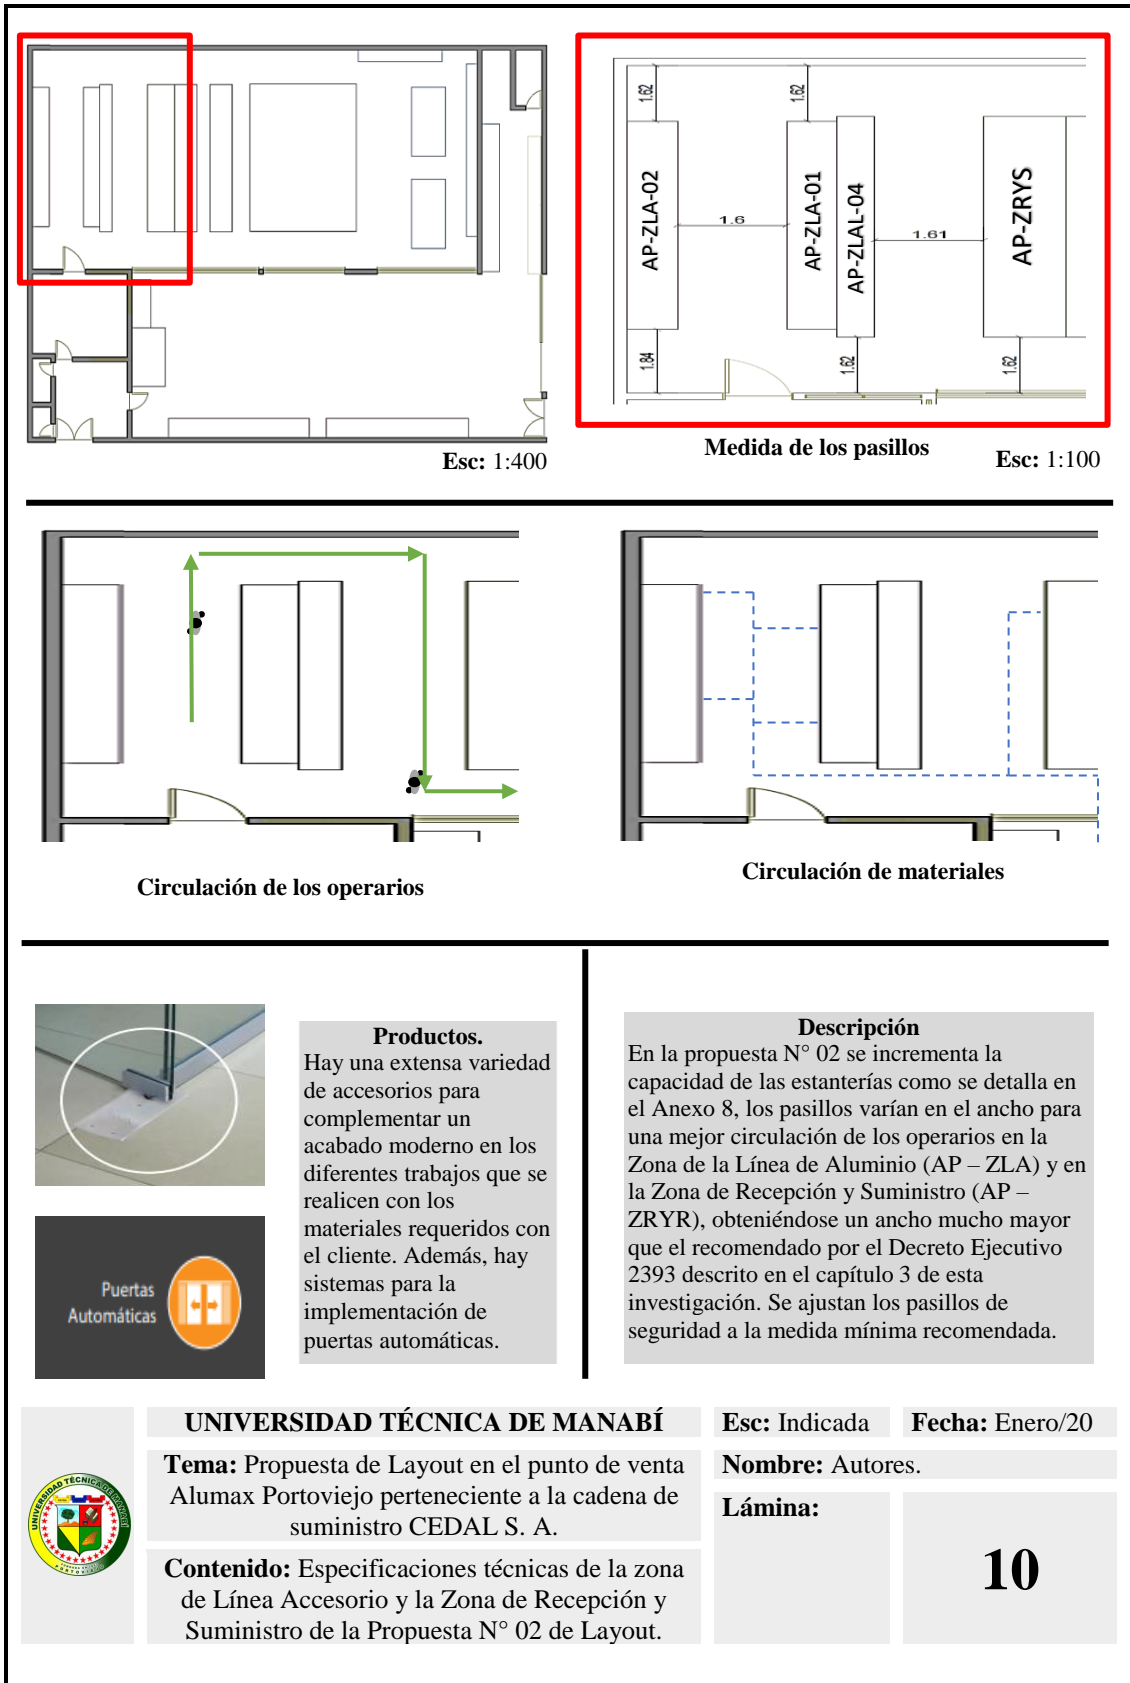 1.62
1.62
AP-ZLA-02
AP-ZLA-01
AP-ZLAL-04
AP-ZRYS
1.6
1.61
1.84
1.62
1.62
Esc: 1:400
Medida de los pasillos
Esc: 1:100
Circulación de los operarios
Circulación de materiales
Productos.
Hay una extensa variedad
de accesorios para
complementar un
acabado moderno en los
diferentes trabajos que se
realicen con los
materiales requeridos con
el cliente. Además, hay
sistemas para la
implementación de
puertas automáticas.
Puertas
Automáticas
Descripción
En la propuesta N° 02 se incrementa la
capacidad de las estanterías como se detalla en
el Anexo 8, los pasillos varían en el ancho para
una mejor circulación de los operarios en la
Zona de la Línea de Aluminio (AP – ZLA) y en
la Zona de Recepción y Suministro (AP –
ZRYR), obteniéndose un ancho mucho mayor
que el recomendado por el Decreto Ejecutivo
2393 descrito en el capítulo 3 de esta
investigación. Se ajustan los pasillos de
seguridad a la medida mínima recomendada.
UNIVERSIDAD TÉCNICA DE MANABÍ
Esc: Indicada
Fecha: Enero/20
Tema: Propuesta de Layout en el punto de venta
Alumax Portoviejo perteneciente a la cadena de
suministro CEDAL S. A.
Nombre: Autores.
Lámina:
10
Contenido: Especificaciones técnicas de la zona
de Línea Accesorio y la Zona de Recepción y
Suministro de la Propuesta N° 02 de Layout.
UNIVERSIDAD TÉCNICA DE MANABÍ
PORTOVIEJO